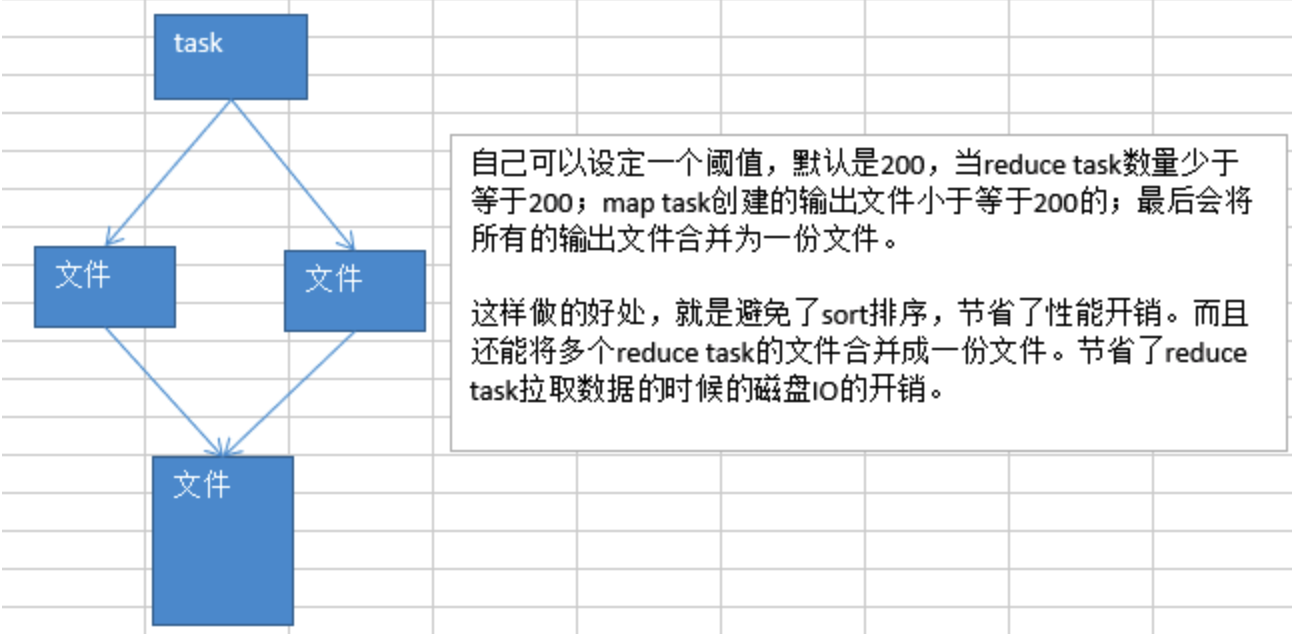 task
文件
文件
文件
自己可以设定一个阈值，默认是200，当reduce task数量少于
等于200；map task创建的输出文件小于等于200的；最后会将
所有的输出文件合并为一份文件。
这样做的好处，就是避免了sort排序，节省了性能开销。而且
还能将多个reduce task的文件合并成一份文件。节省了reduce
task拉取数据的时候的磁盘IO的开销。